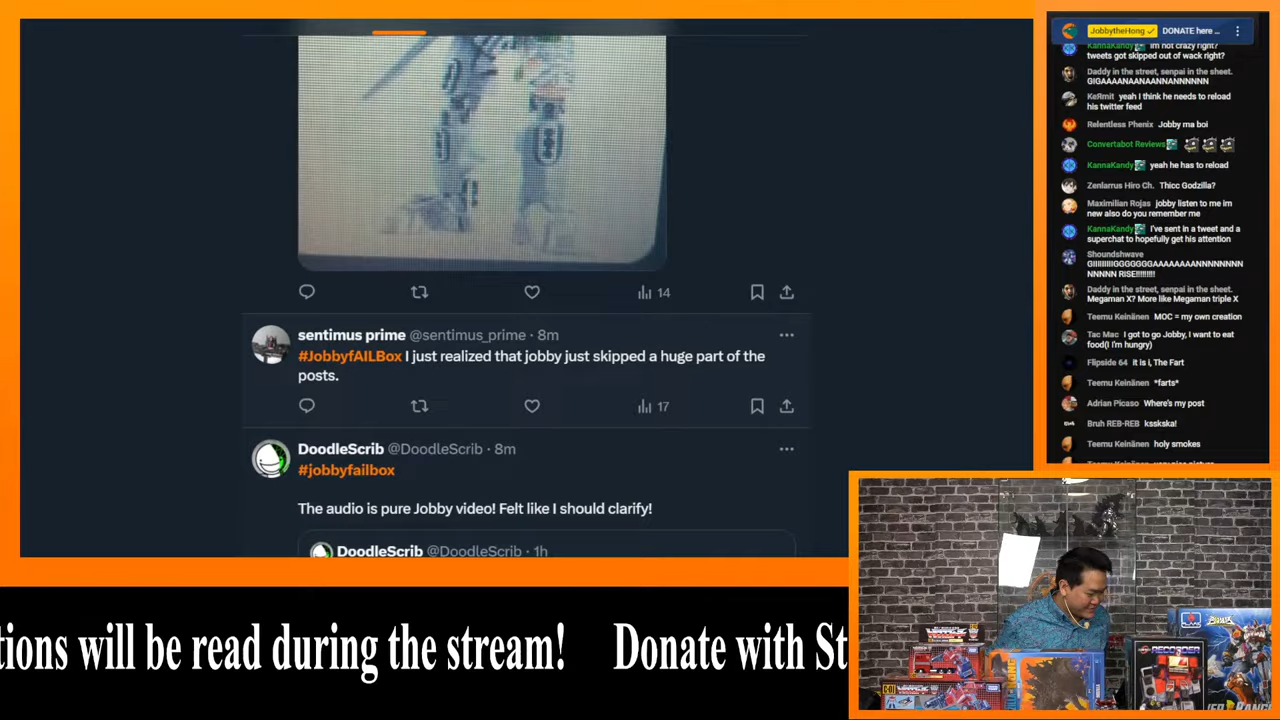 14
sentimus prime @sentimus_prime · 8m
#JobbyfAILBox I just realized that jobby just skipped a huge part of the
posts.
17
DoodleScrib @DoodleScrib · 8m
#jobbyfailbox
The audio is pure Jobby video! Felt like I should clarify!
DoodleScrib @DoodleScrib · 1h
JobbytheHong DONATE here ...
KannaKandy im not crazy right?
tweets got skipped out of wack right?
Daddy in the street, senpai in the sheet.
GIGAAAANAANAANNANNNNNN
KeRmit yeah I think he needs to reload
his twitter feed
Relentless Phenix Jobby ma boi
Convertabot Reviews
KannaKandy yeah he has to reload
Zenlarrus Hiro Ch. Thicc Godzilla?
Maximilian Rojas jobby listen to me im
new also do you remember me
KannaKandy I've sent in a tweet and a
superchat to hopefully get his attention
Shoundshwave
NNNNN RISE!!!!!!!!!
Daddy in the street, senpai in the sheet.
Megaman X? More like Megaman triple X
Teemu Keinänen MOC = my own creation
Tac Mac I got to go Jobby, I want to eat
food(I'm hungry)
Flipside 64 it is i, The Fart
Teemu Keinänen *farts*
Adrian Picaso Where's my post
Bruh REB-REB ksskska!
Teemu Keinänen holy smokes
tions will be read during the stream! Donate with St
RECORDER